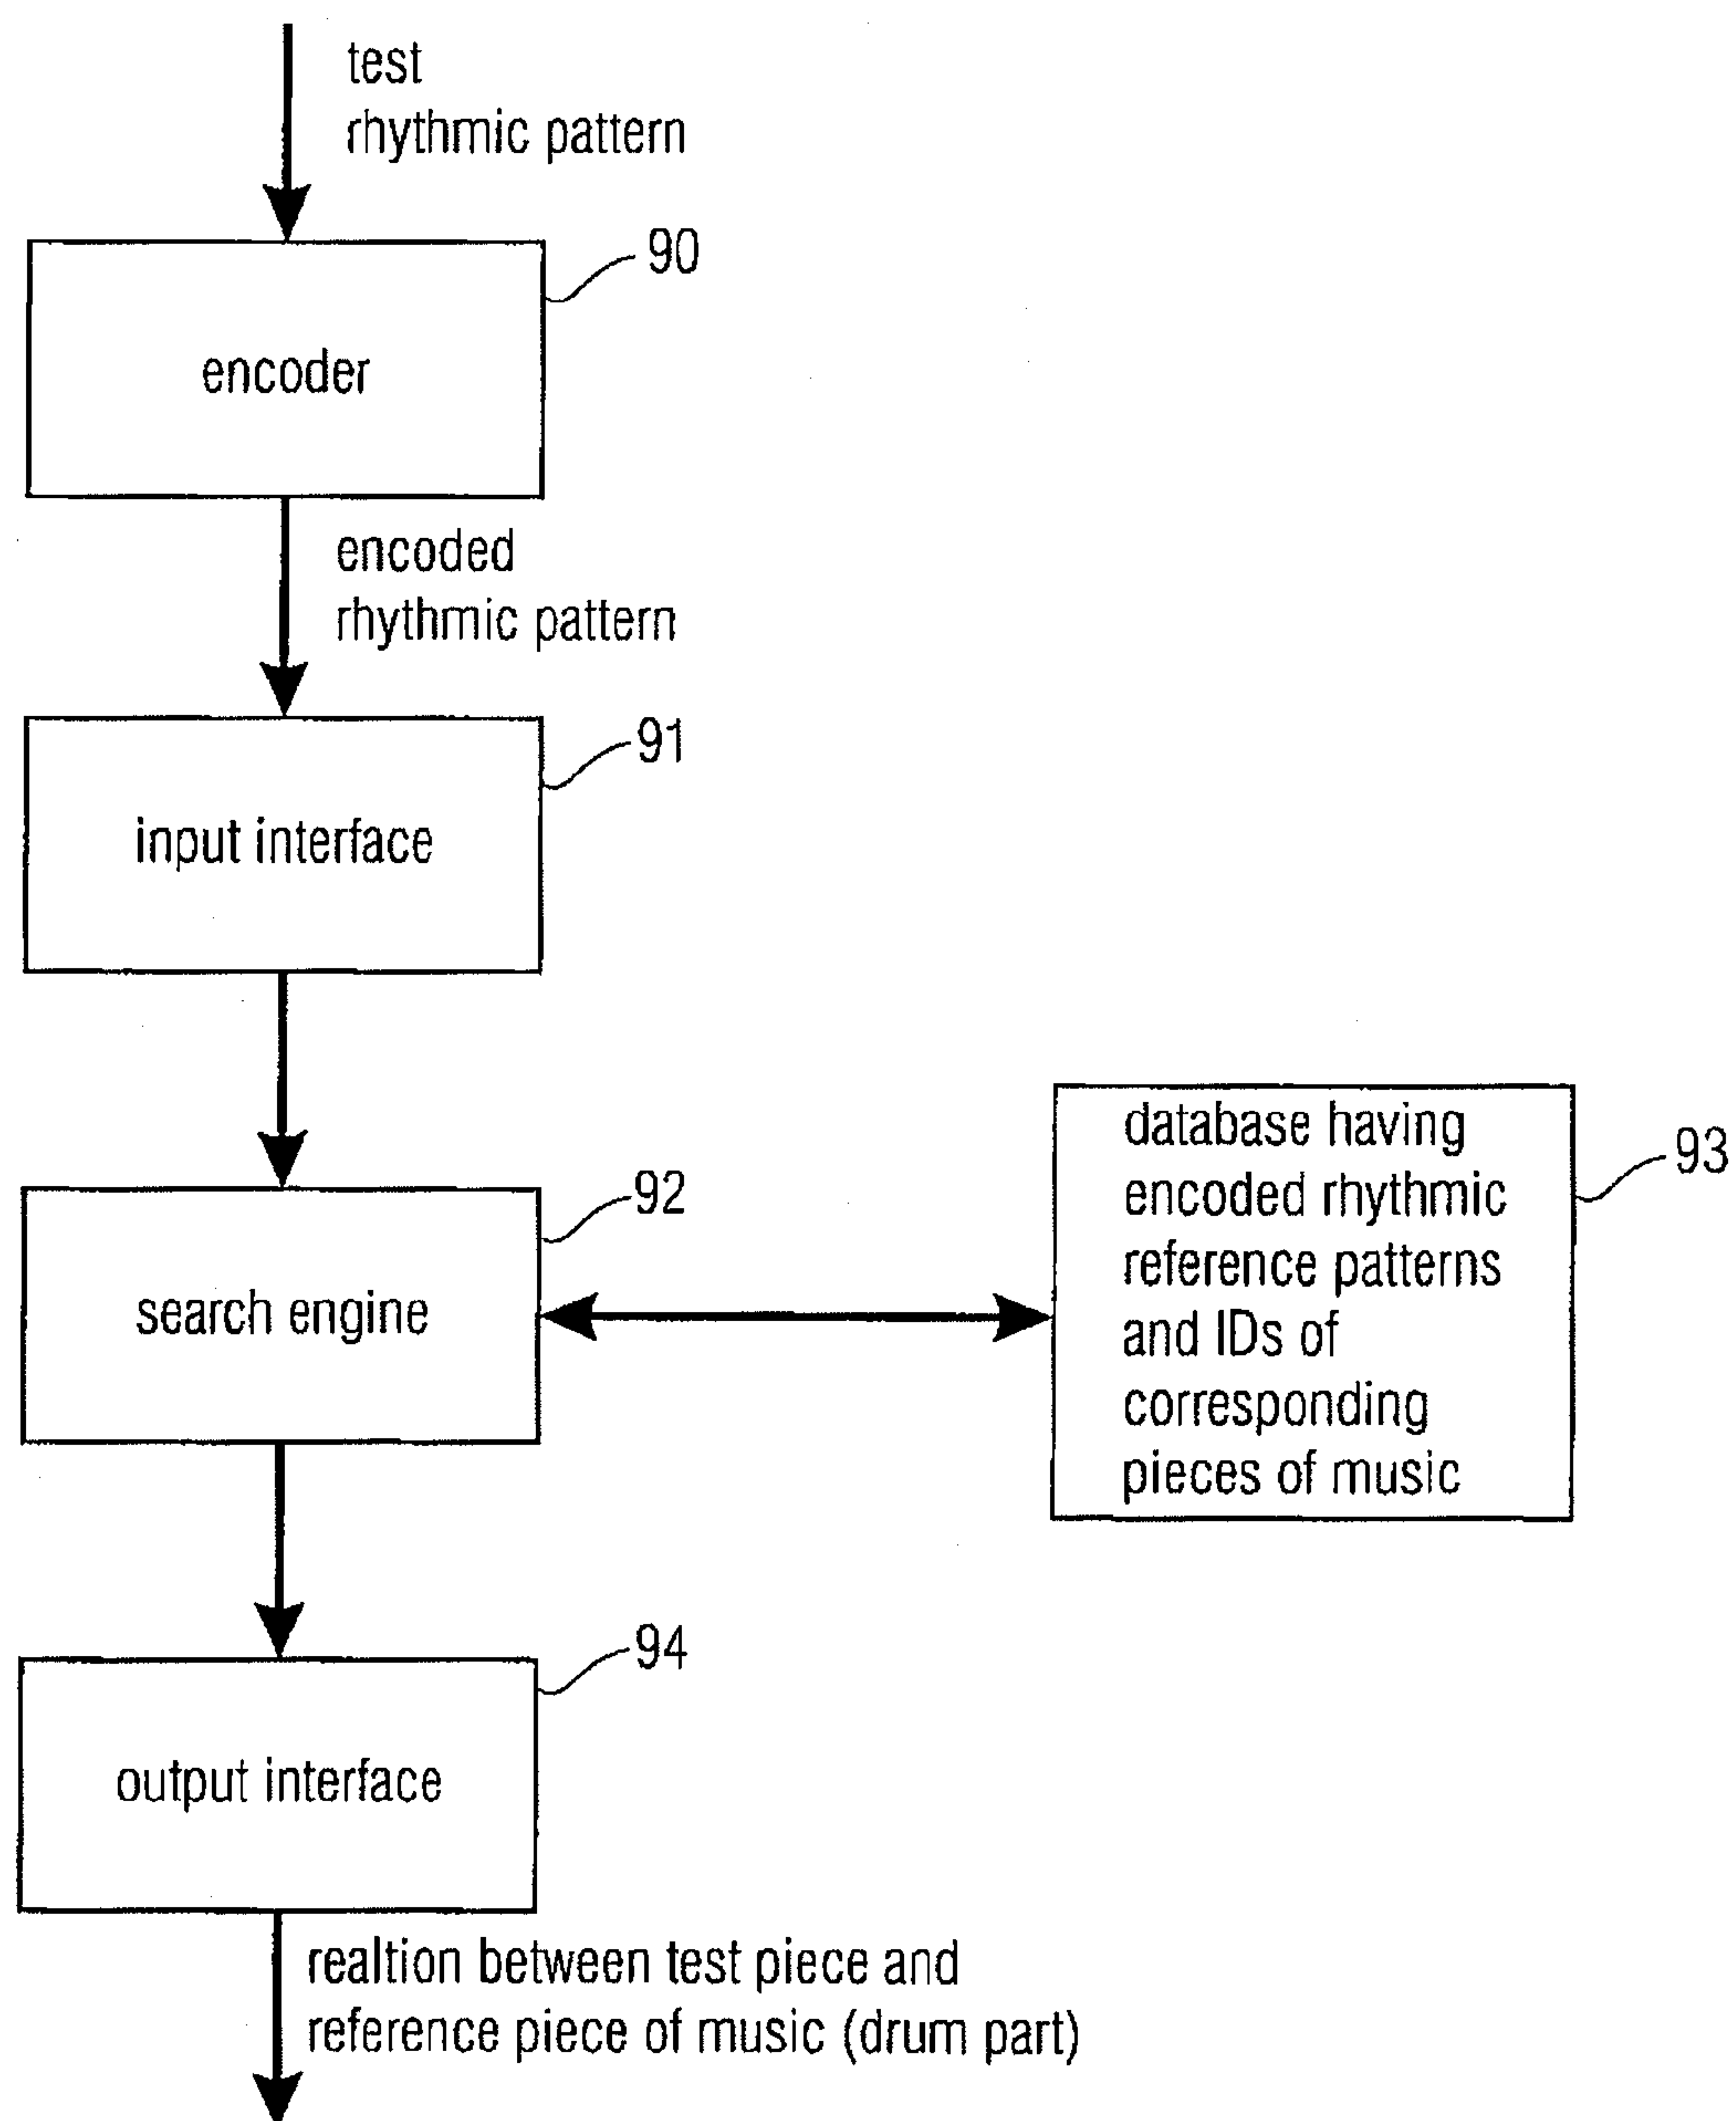 test
rhythmic pattern
90
encoder
encoded
rhythmic pattern
91
input interface
92
search engine
database having
encoded rhythmic
reference patterns
and IDs of
corresponding
pieces of music
93
94
output interface
realtion between test piece and
reference piece of music (drum part)